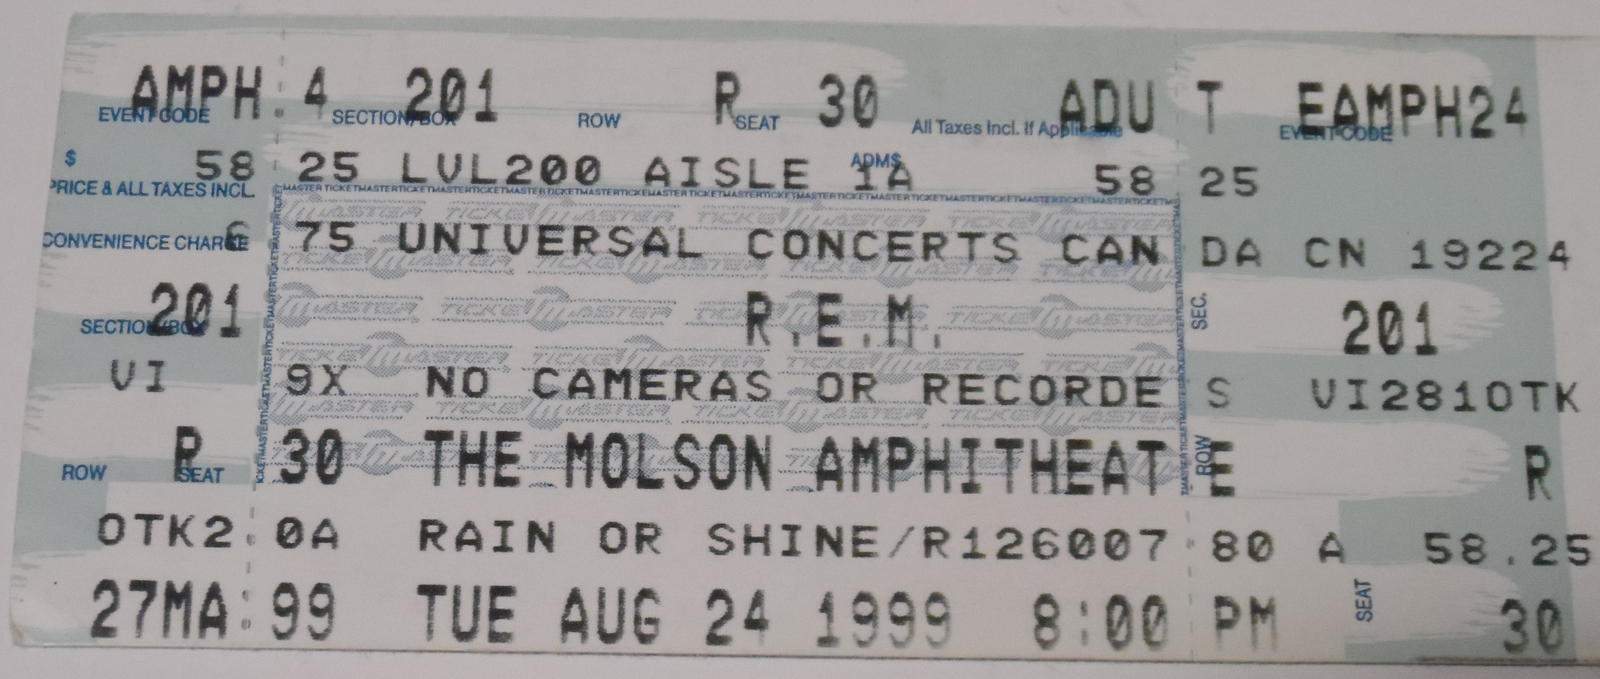 AMPH 4 201 R 30 ADU T EAMPH24
EVENT CODE SECTION/BOX ROW SEAT All Taxes Incl. If Applicable EVENT CODE
$ 58 25 LVL200 AISLE 1A ADM$ 58 25
PRICE & ALL TAXES INCL.
CONVENIENCE CHARGE 6 75 UNIVERSAL CONCERTS CAN DA CN 19224
201 R.E.M. SEC. 201
SECTION/BOX
VI 9X NO CAMERAS OR RECORDE S VI2810TK
R 30 THE MOLSON AMPHITHEAT E ROW R
ROW SEAT
OTK2 0A RAIN OR SHINE/R126007 80 A 58.25
27MA 99 TUE AUG 24 1999 8:00 PM SEAT 30